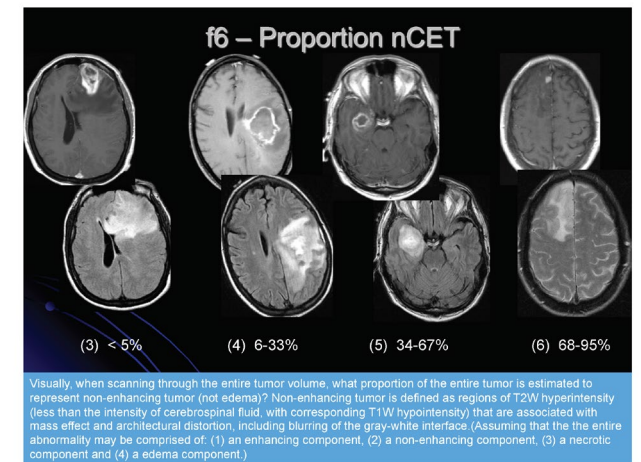 f6 – Proportion nCET
(3) < 5%
(4) 6-33%
(5) 34-67%
(6) 68-95%
Visually, when scanning through the entire tumor volume, what proportion of the entire tumor is estimated to
represent non-enhancing tumor (not edema)? Non-enhancing tumor is defined as regions of T2W hyperintensity
(less than the intensity of cerebrospinal fluid, with corresponding T1W hypointensity) that are associated with
mass effect and architectural distortion, including blurring of the gray-white interface.(Assuming that the the entire
abnormality may be comprised of: (1) an enhancing component, (2) a non-enhancing component, (3) a necrotic
component and (4) a edema component.)